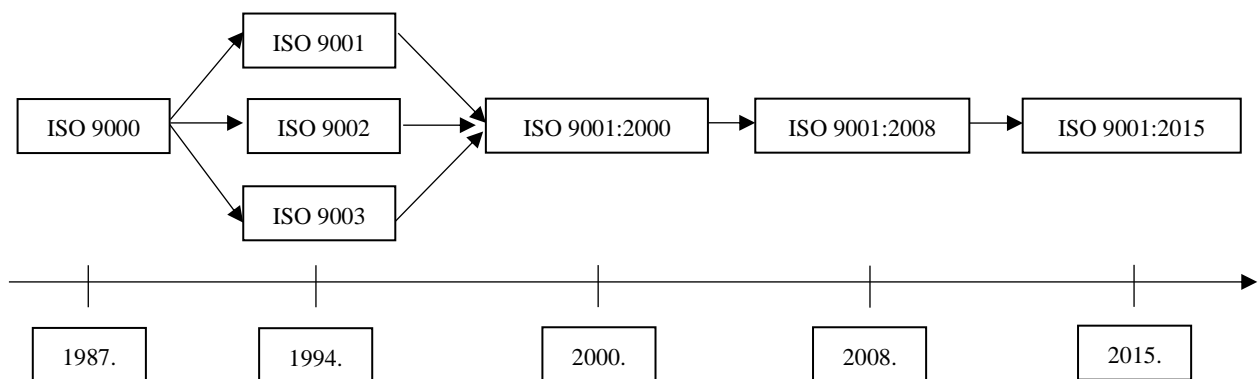 ISO 9001
ISO 9000
ISO 9002
ISO 9001:2000
ISO 9001:2008
ISO 9001:2015
ISO 9003
1987.
1994.
2000.
2008.
2015.